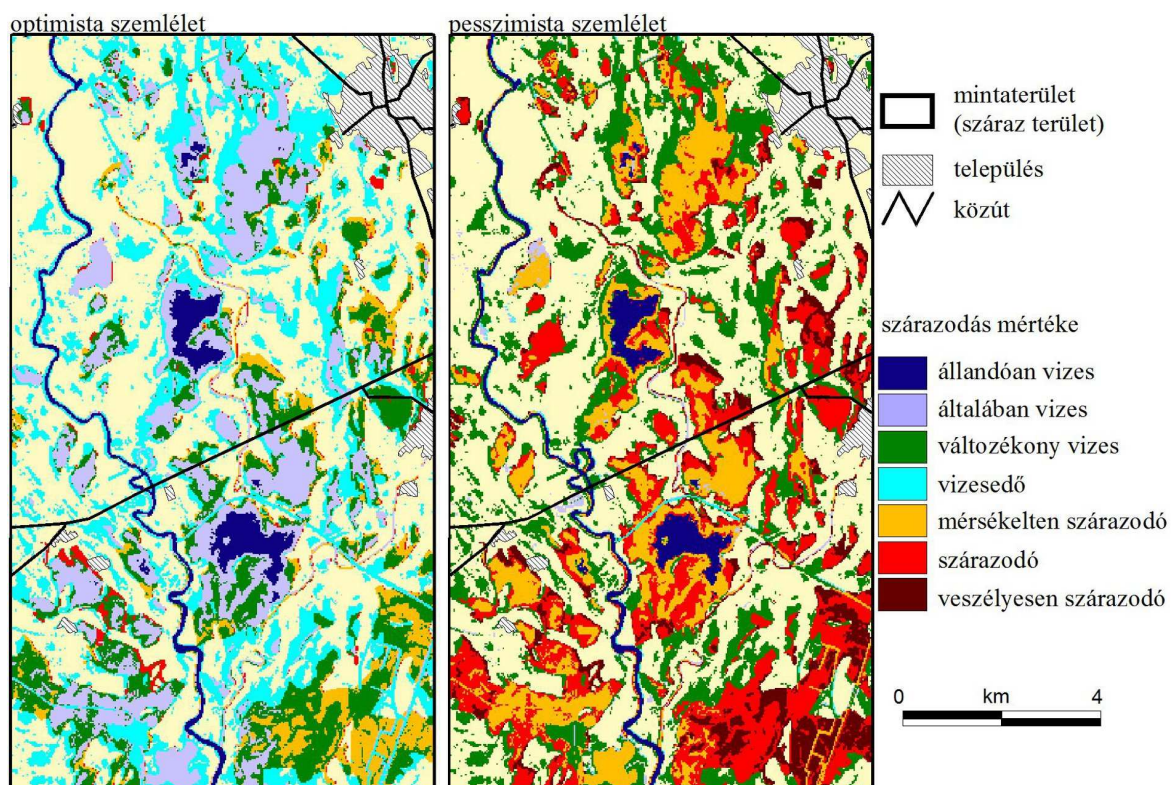 optimista szemlélet
pesszimista szemlélet
mintaterület
(száraz terület)
település
közút
szárazodás mértéke
állandóan vizes
általában vizes
változékony vizes
vizesedő
mérsékelten szárazodó
szárazodó
veszélyesen szárazodó
0 km 4